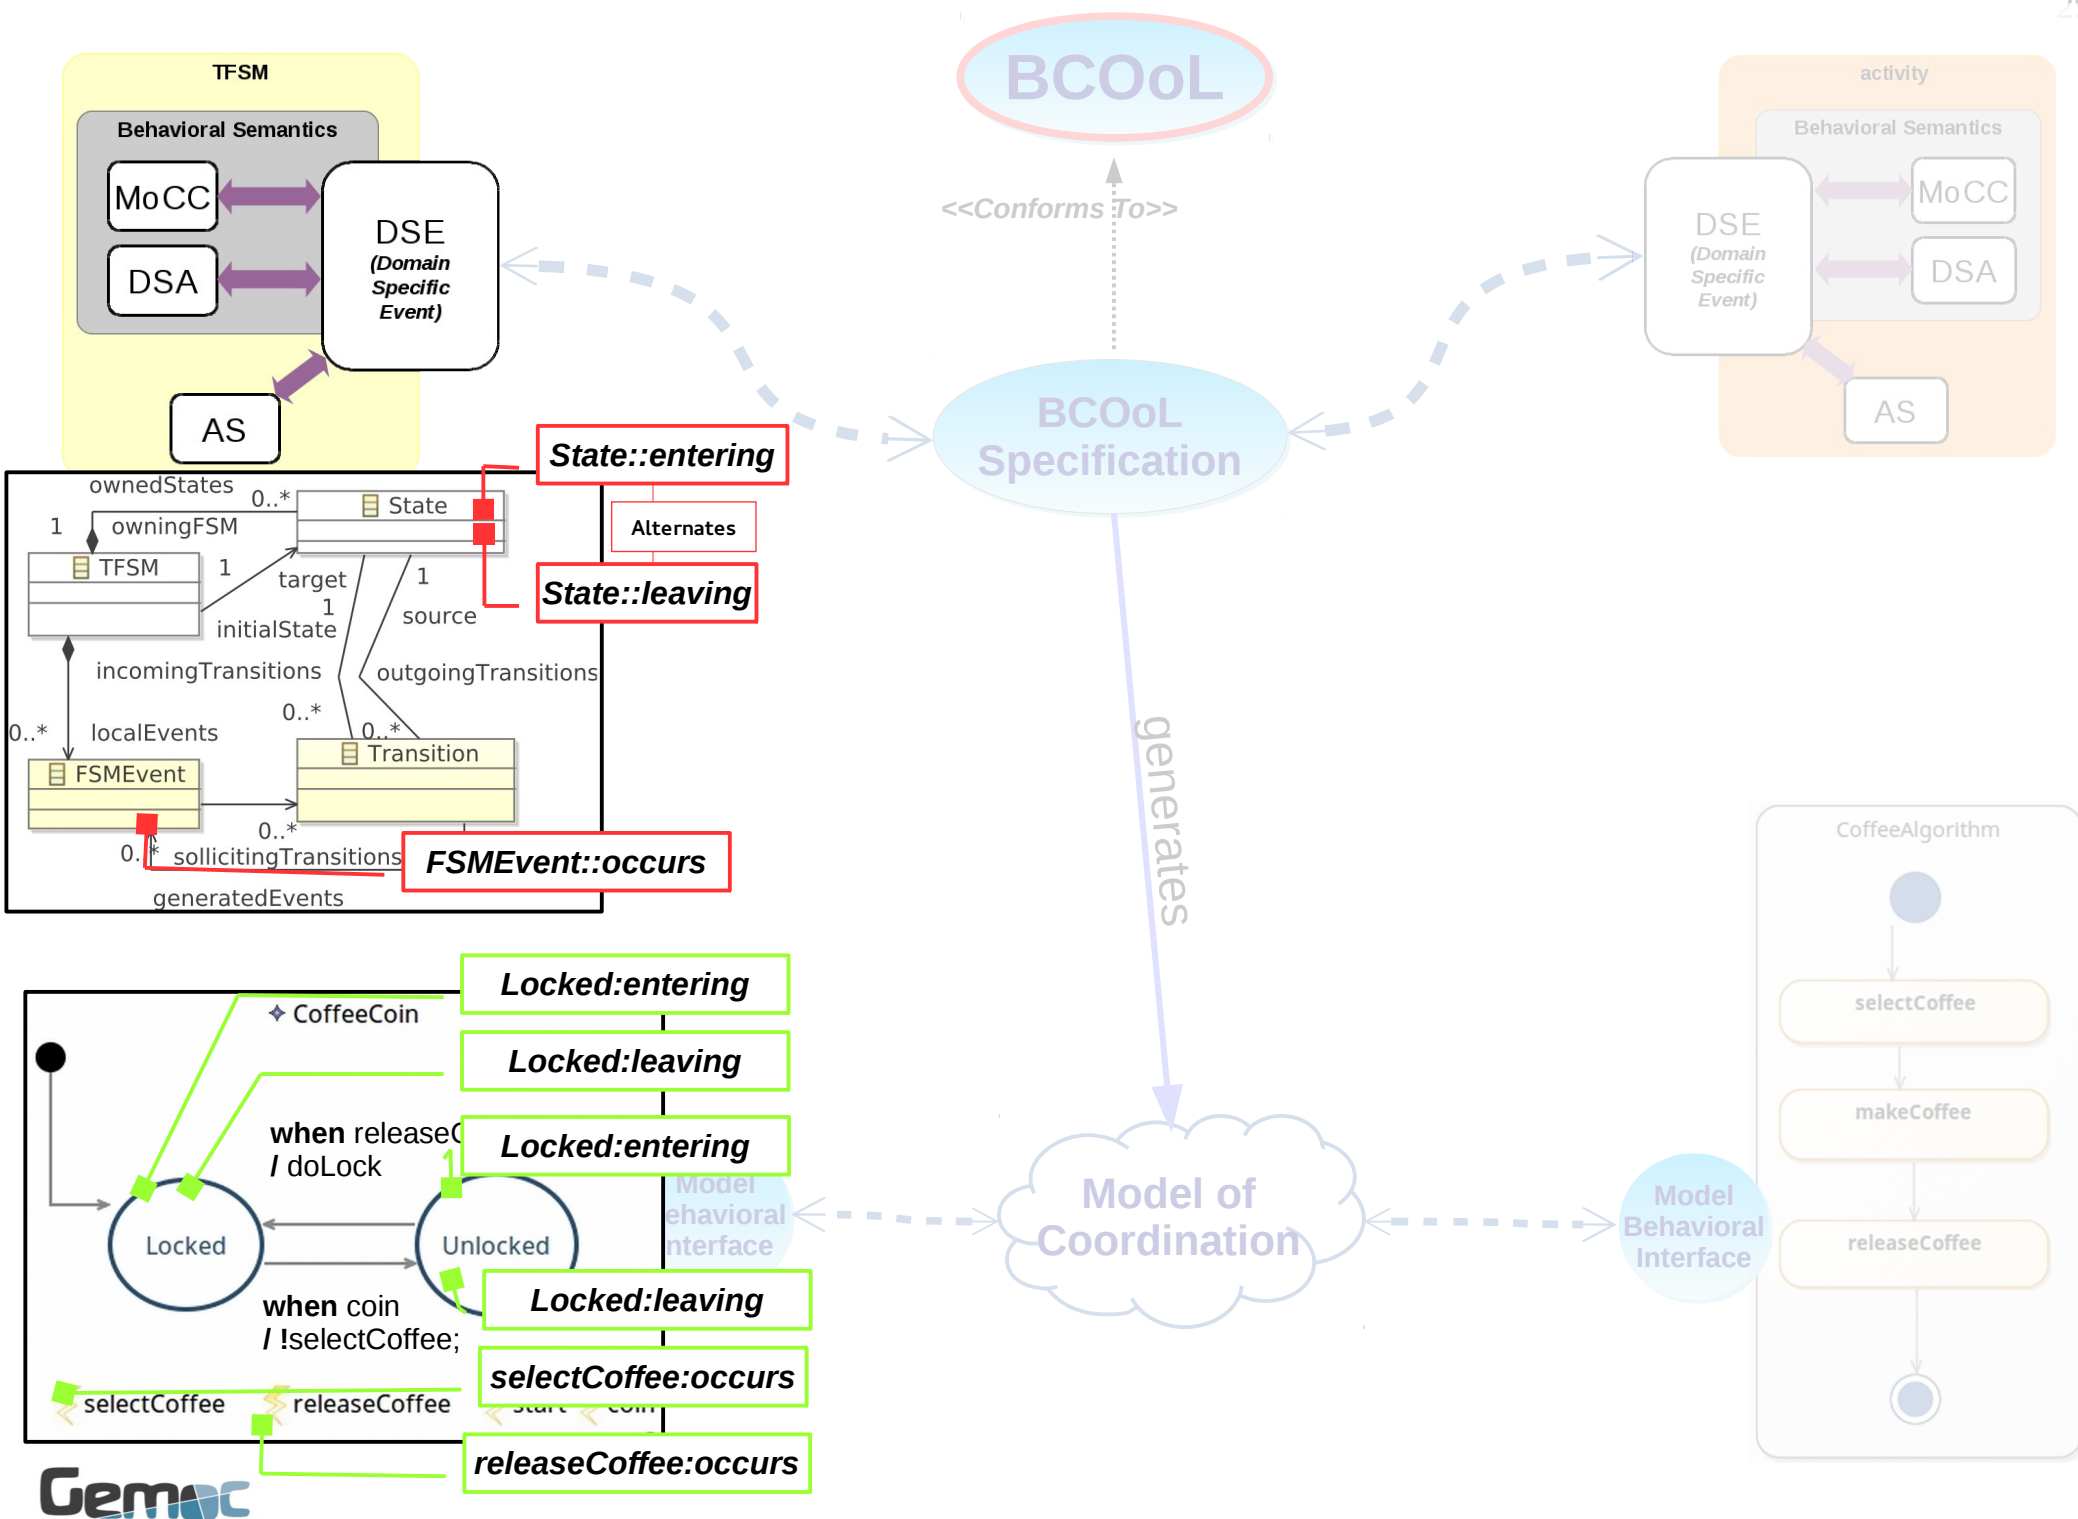 TFSM
Behavioral Semantics
MoCC
DSA
DSE
(Domain
Specific
Event)
AS
BCOoL
<<Conforms To>>
BCOoL
Specification
generates
Model of
Coordination
activity
Behavioral Semantics
DSE
(Domain
Specific
Event)
MoCC
DSA
AS
State::entering
Alternates
State::leaving
ownedStates
0..*
State
1
owningFSM
TFSM
1
target
1
1
source
initialState
incomingTransitions
outgoingTransitions
0..*
0..*
0..*
localEvents
Transition
FSMEvent
0..*
0..*
sollicitingTransitions
FSMEvent::occurs
generatedEvents
Locked:entering
CoffeeCoin
Locked:leaving
when releaseC
/ doLock
Locked:entering
Locked
Unlocked
Model
ehavioral
nterface
Locked:leaving
when coin
/ !selectCoffee;
selectCoffee:occurs
selectCoffee
releaseCoffee
start
coin
releaseCoffee:occurs
Gemoc
Model
Behavioral
Interface
CoffeeAlgorithm
selectCoffee
makeCoffee
releaseCoffee